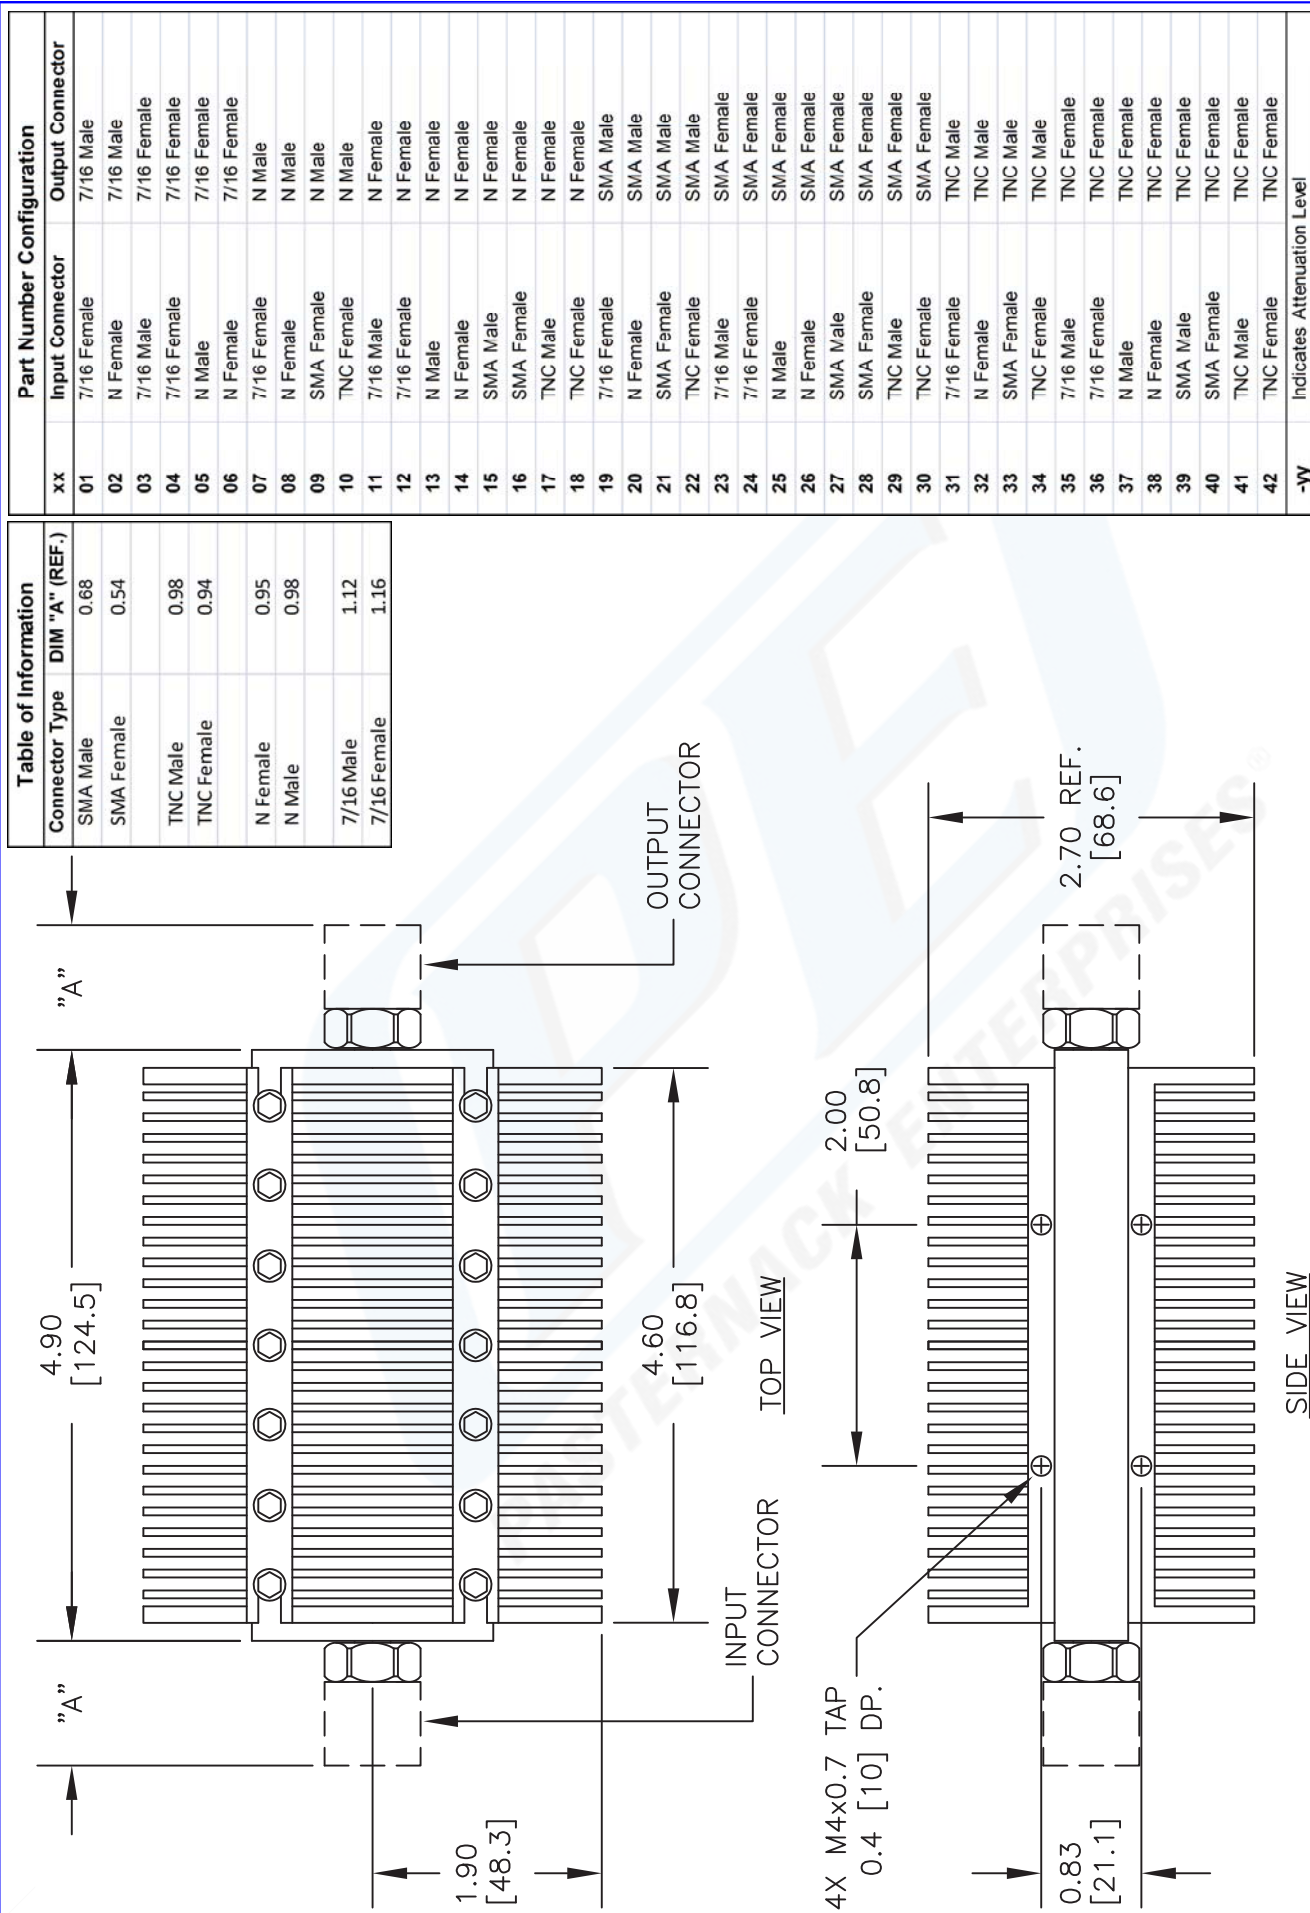 Table of Information
Connector Type DIM "A" (REF.)
SMA Male 0.68
SMA Female 0.54
TNC Male 0.98
TNC Female 0.94
N Female 0.95
N Male 0.98
7/16 Male 1.12
7/16 Female 1.16
Part Number Configuration
xx Input Connector Output Connector
01 7/16 Female 7/16 Male
02 N Female 7/16 Male
03 7/16 Male 7/16 Female
04 7/16 Female 7/16 Female
05 N Male 7/16 Female
06 N Female 7/16 Female
07 7/16 Female N Male
08 N Female N Male
09 SMA Female N Male
10 TNC Female N Male
11 7/16 Male N Female
12 7/16 Female N Female
13 N Male N Female
14 N Female N Female
15 SMA Male N Female
16 SMA Female N Female
17 TNC Male N Female
18 TNC Female N Female
19 7/16 Female SMA Male
20 N Female SMA Male
21 SMA Female SMA Male
22 TNC Female SMA Male
23 7/16 Male SMA Female
24 7/16 Female SMA Female
25 N Male SMA Female
26 N Female SMA Female
27 SMA Male SMA Female
28 SMA Female SMA Female
29 TNC Male SMA Female
30 TNC Female SMA Female
31 7/16 Female TNC Male
32 N Female TNC Male
33 SMA Female TNC Male
34 TNC Female TNC Male
35 7/16 Male TNC Female
36 7/16 Female TNC Female
37 N Male TNC Female
38 N Female TNC Female
39 SMA Male TNC Female
40 SMA Female TNC Female
41 TNC Male TNC Female
42 TNC Female TNC Female
-yy Indicates Attenuation Level
"A"
4.90
[124.5]
"A"
1.90
[48.3]
OUTPUT
CONNECTOR
4.60
[116.8]
INPUT
CONNECTOR
TOP VIEW
4X M4x0.7 TAP
0.4 [10] DP.
2.00
[50.8]
0.83
[21.1]
2.70 REF.
[68.6]
SIDE VIEW
PEI
PASTERNACK ENTERPRISES®